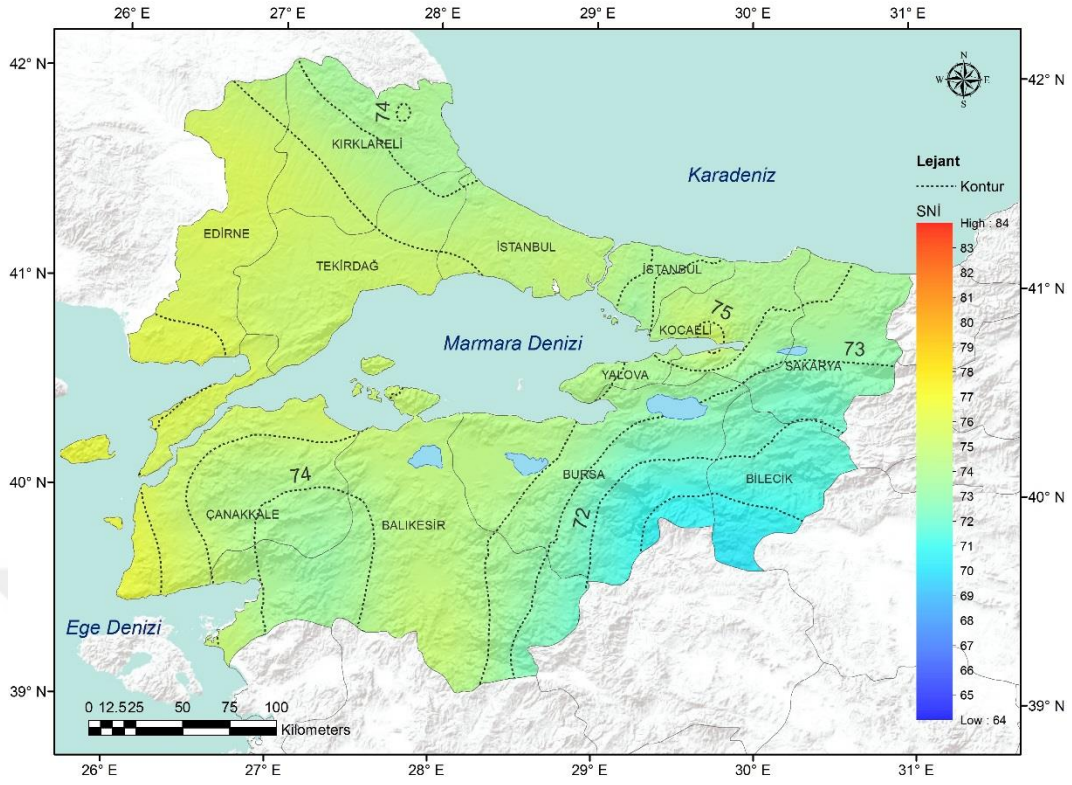 26° E 27° E 28° E 29° E 30° E 31° E
42° N
42° N
N
W E
S
74
KIRKLARELİ
Karadeniz
Lejant
Kontur
SNİ
High : 84
83
82
81
80
79
78
77
76
75
74
73
72
71
70
69
68
67
66
65
Low : 64
EDİRNE
İSTANBUL
TEKİRDAĞ
İSTANBUL
41° N
41° N
75
KOCAELİ
Marmara Denizi
73
SAKARYA
YALOVA
40° N
40° N
74
BURSA
BİLECİK
ÇANAKKALE
BALIKESİR
72
Ege Denizi
39° N
39° N
0 12.525 50 75 100
Kilometers
26° E 27° E 28° E 29° E 30° E 31° E